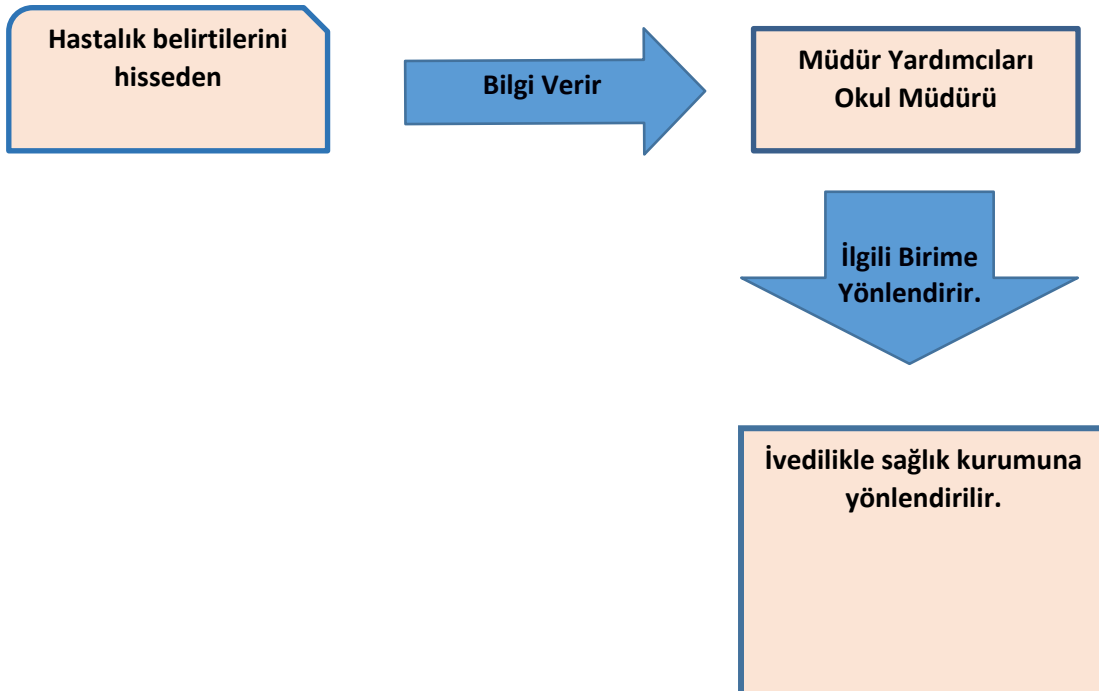 Hastalık belirtilerini
hisseden
Bilgi Verir
Müdür Yardımcıları
Okul Müdürü
İlgili Birime
Yönlendirir.
İvedilikle sağlık kurumuna
yönlendirilir.